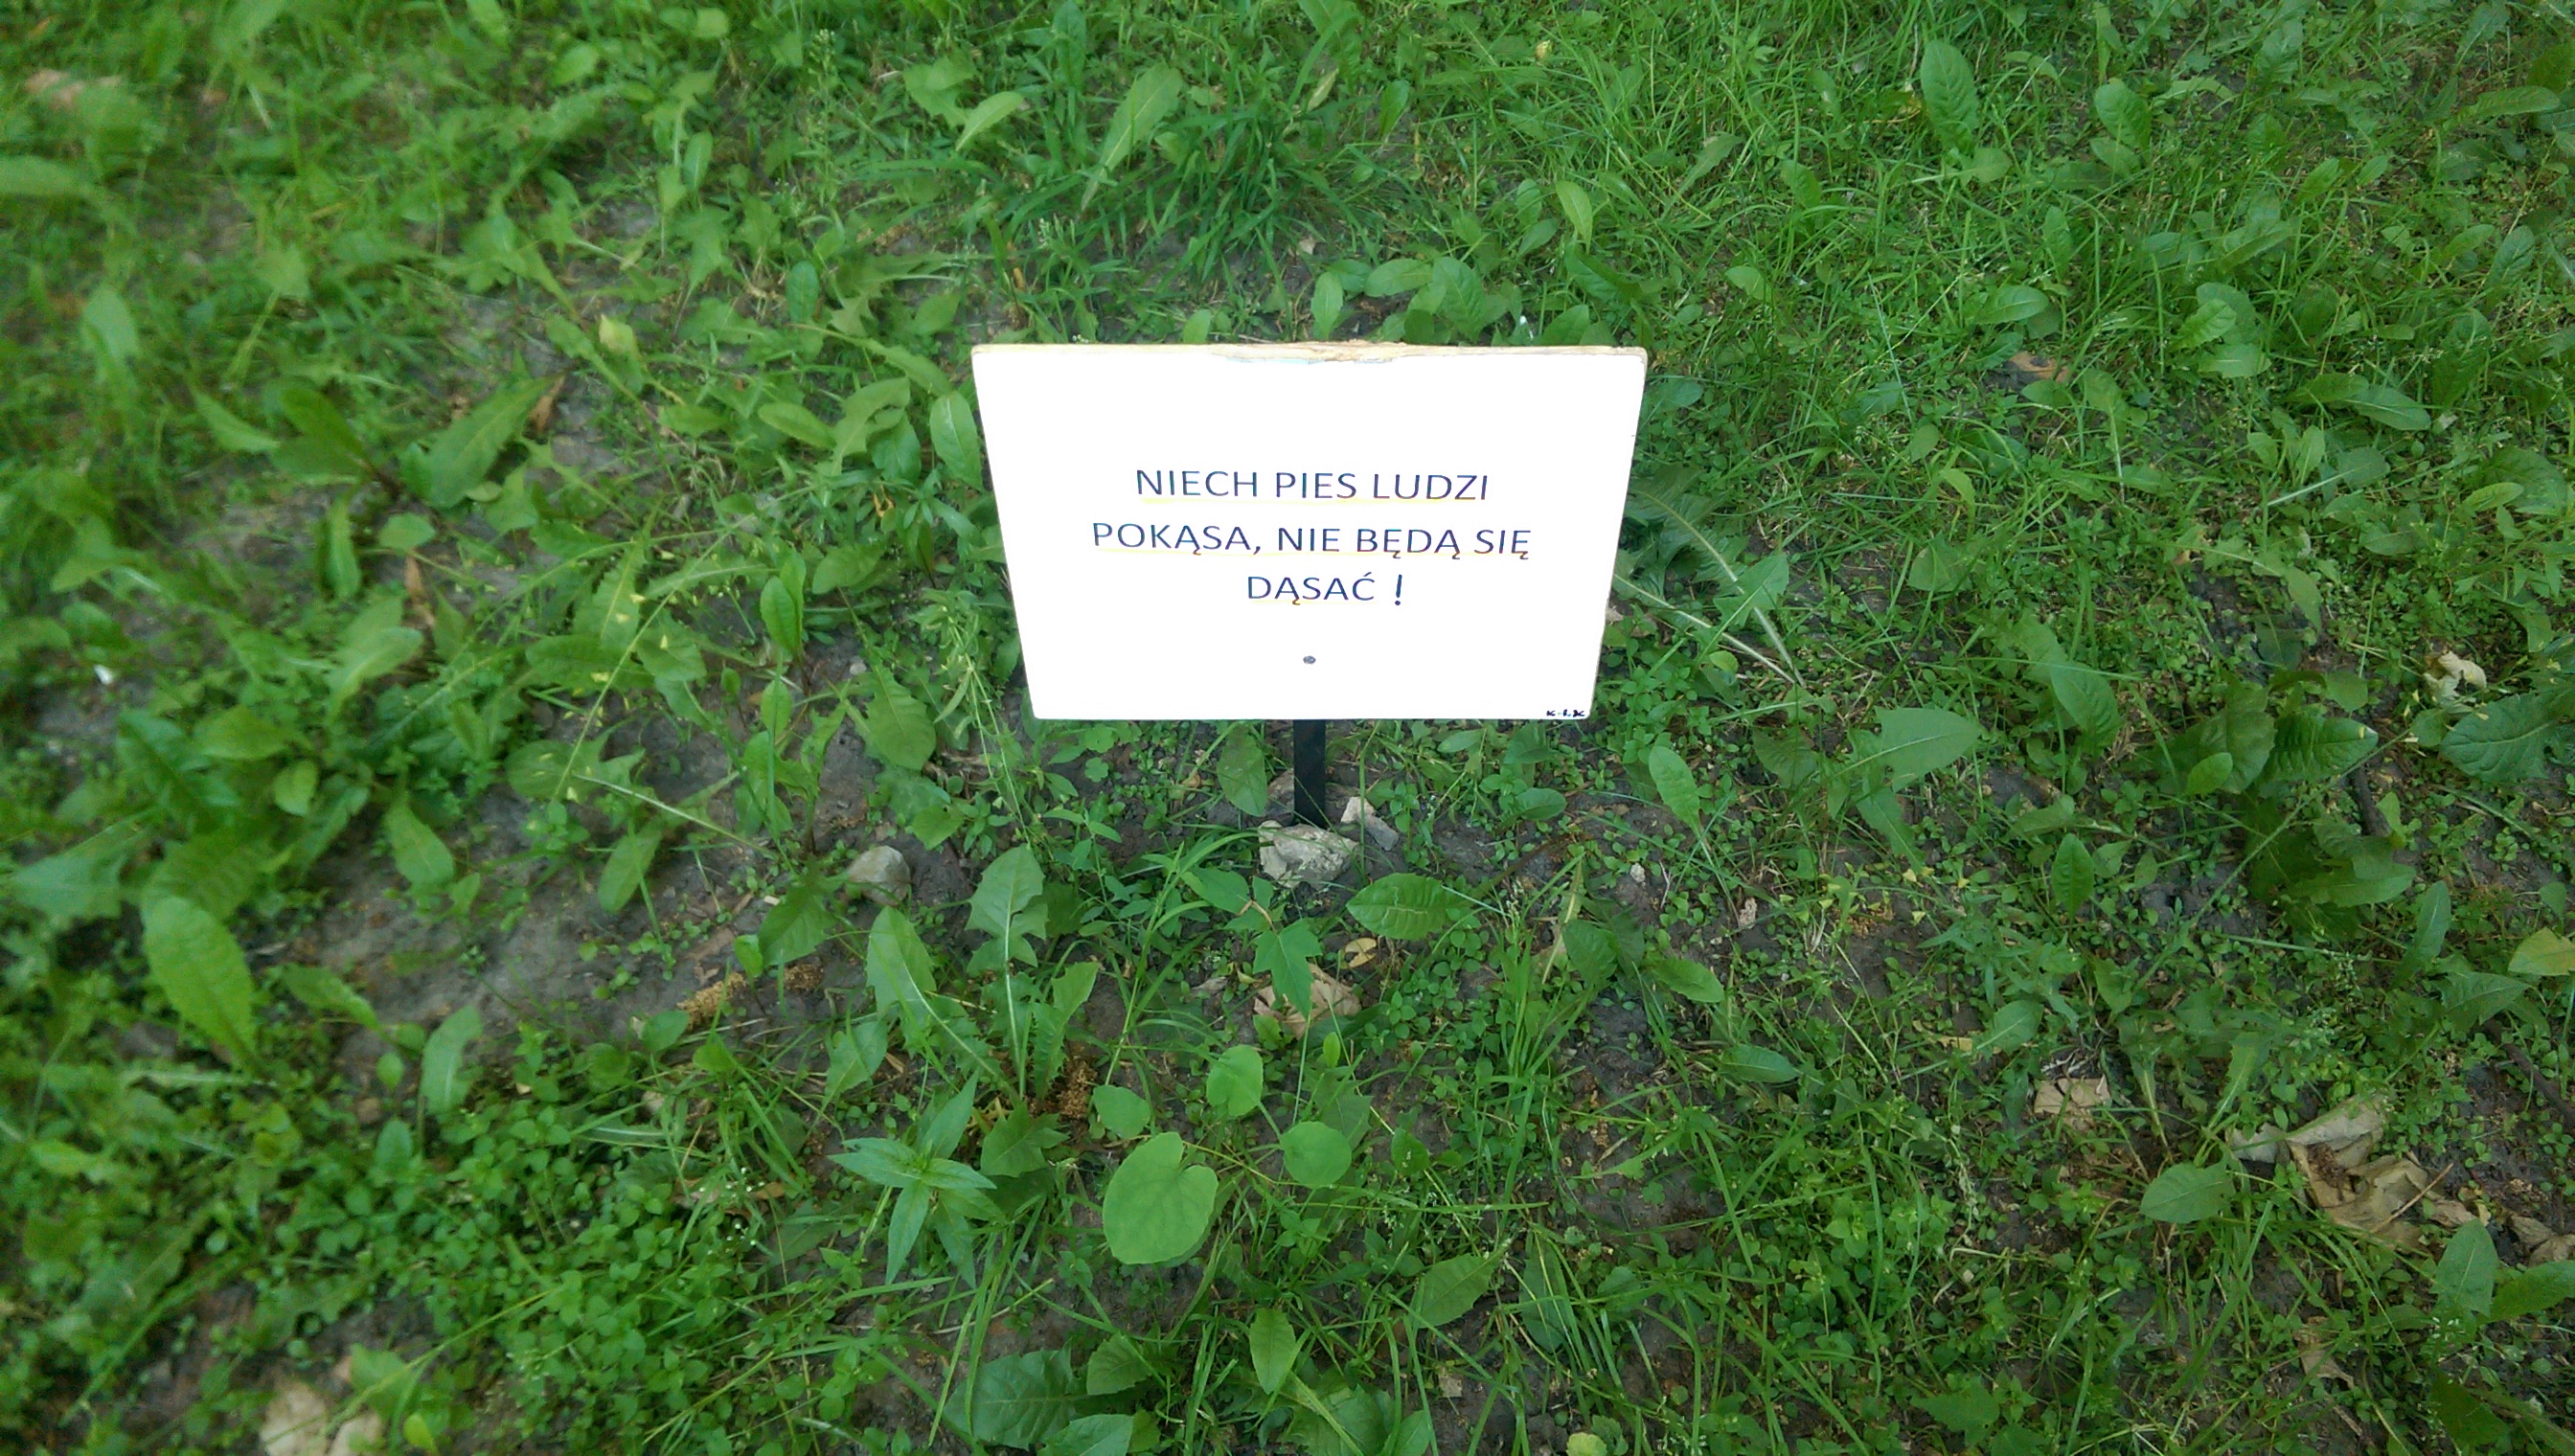 NIECH PIES LUDZI
POKĄSA, NIE BĘDĄ SIĘ
DĄSAĆ !